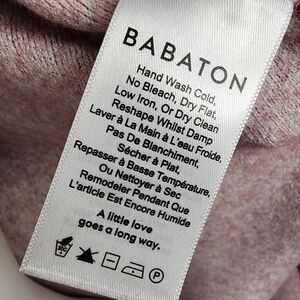 BABATON
Hand Wash Cold,
No Bleach, Dry Flat,
Low Iron, Or Dry Clean
Reshape Whilst Damp
Laver à La Main à L'eau Froide,
Pas De Blanchiment,
Sécher à Plat,
Repasser à Basse Température,
Ou Nettoyer à Sec
Remodeler Pendant Que
L'article Est Encore Humide
A little love
goes a long way.
P